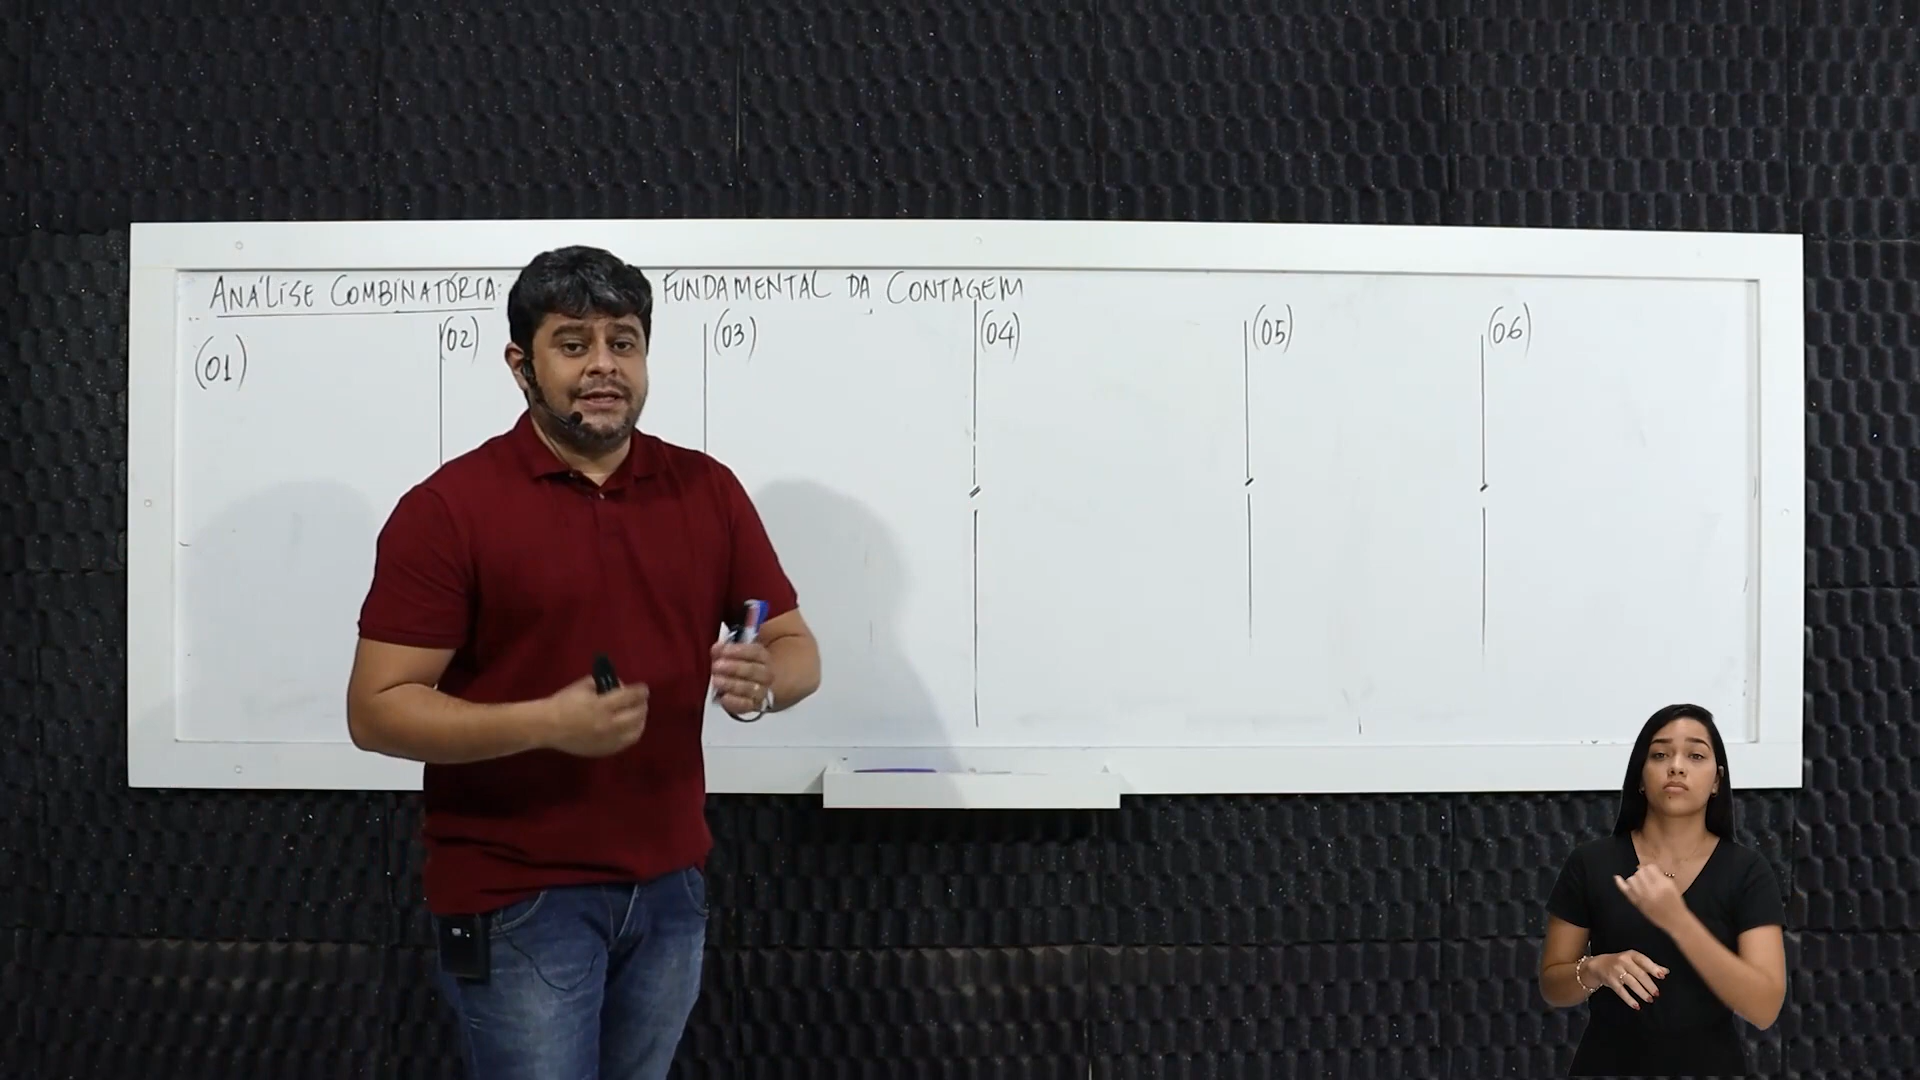 ANÁLISE COMBINATÓRIA: FUNDAMENTAL DA CONTAGEM
(01) (02) (03) (04) (05) (06)